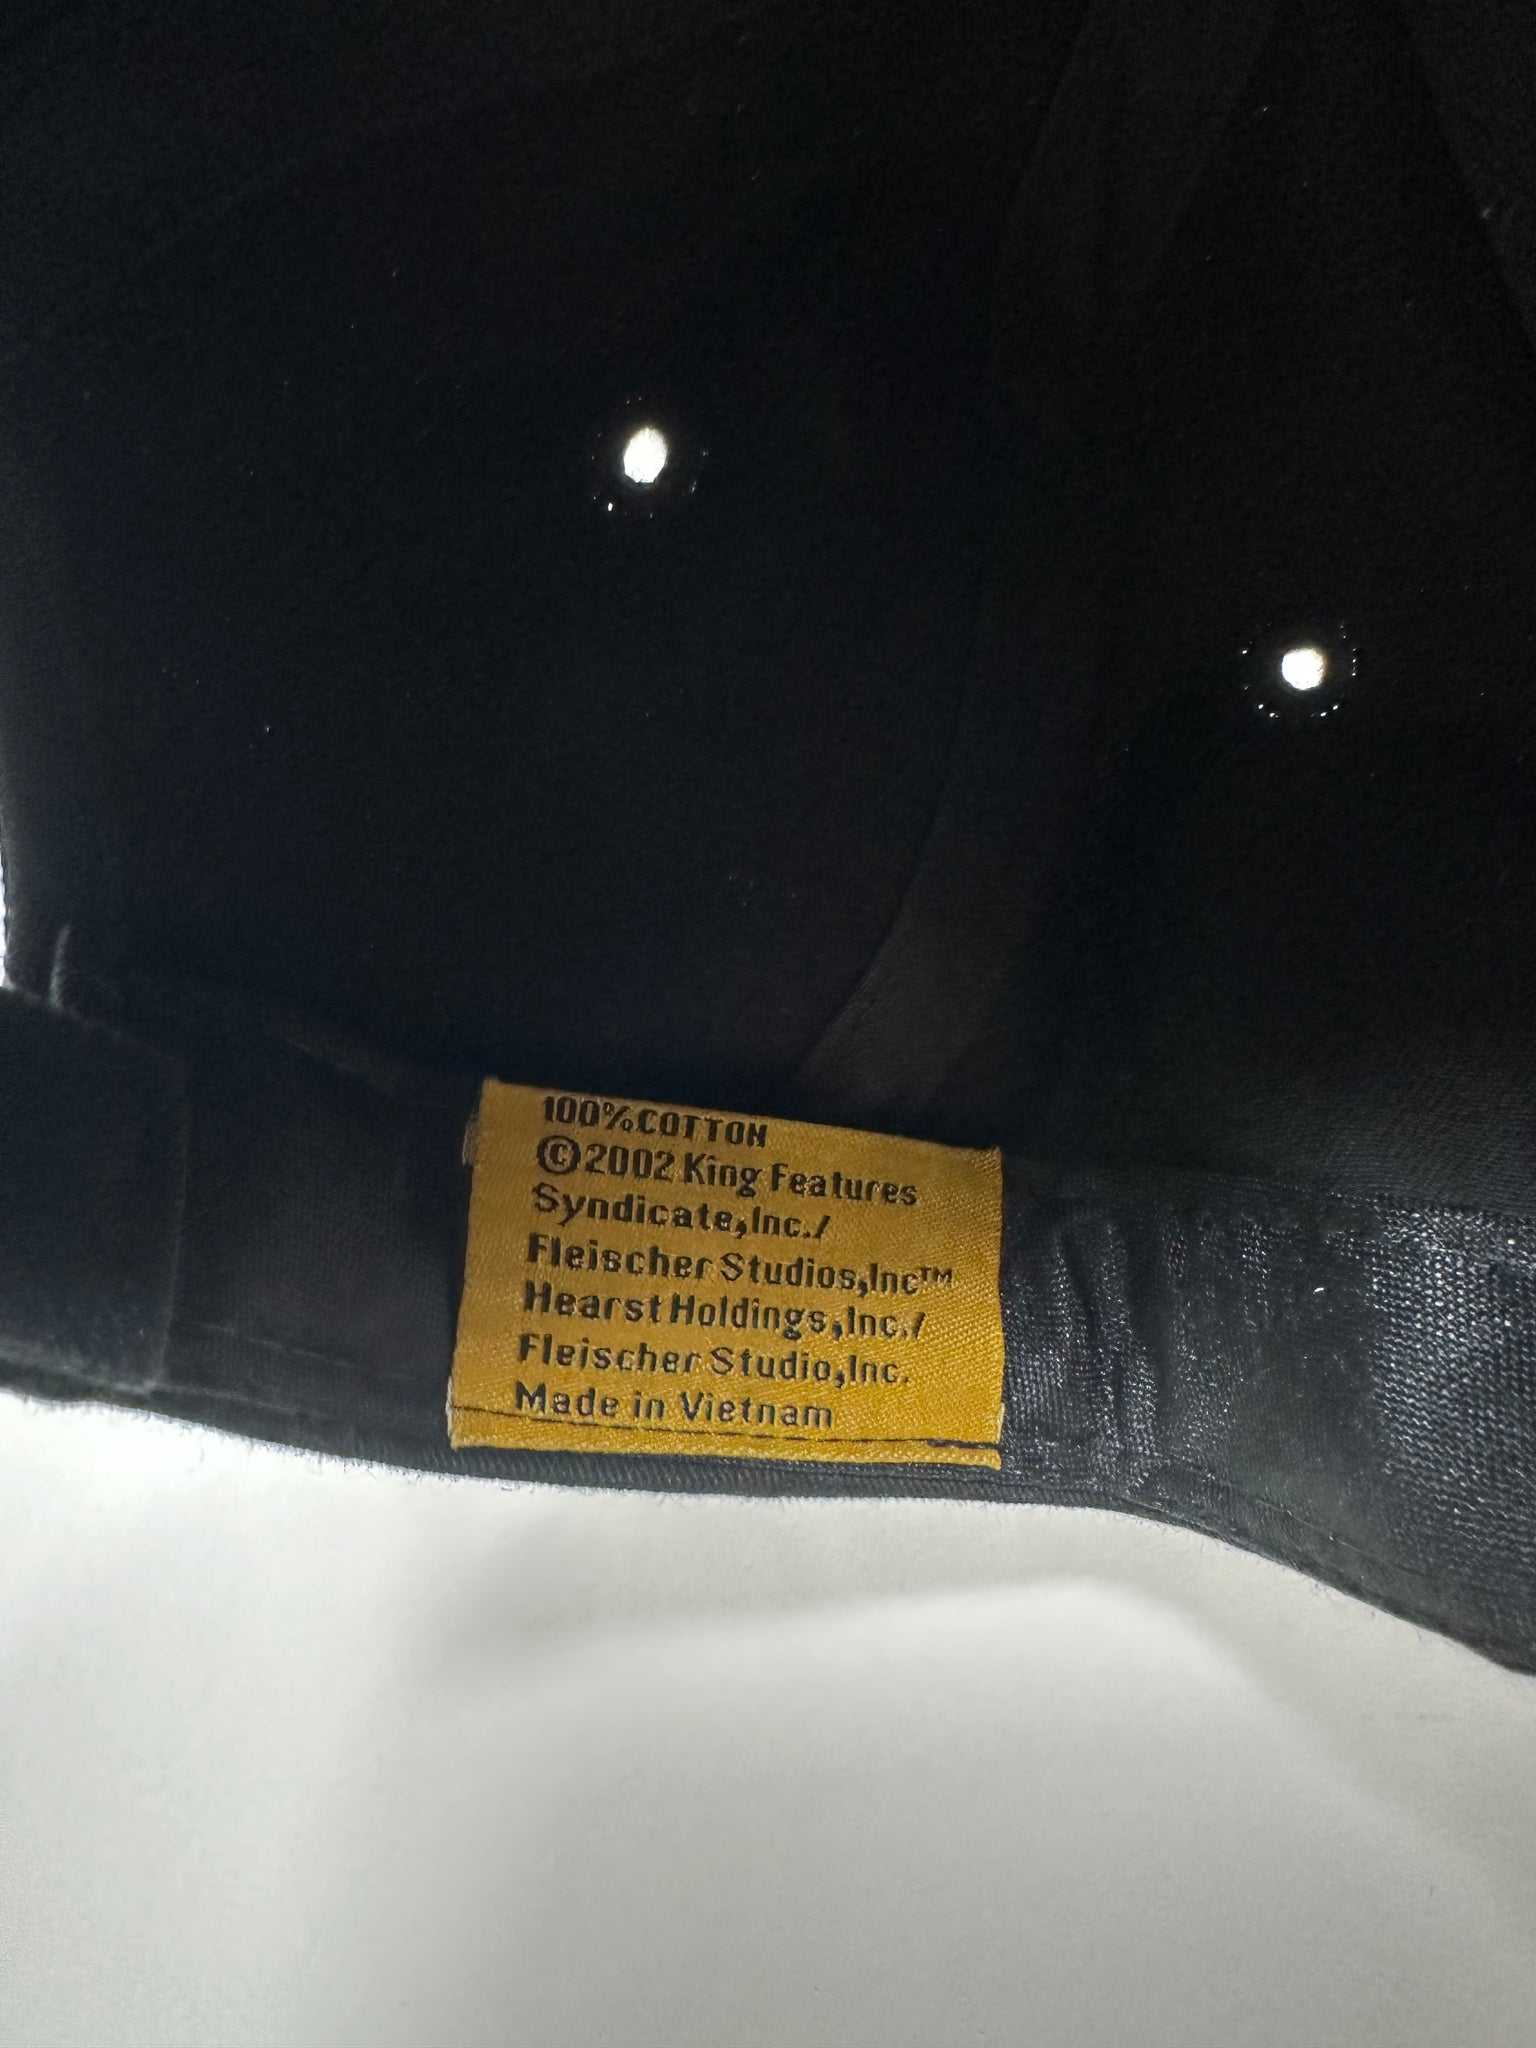 100%COTTON
©2002 King Features
Syndicate,Inc./
Fleischer Studios,Inc™
Hearst Holdings,Inc./
Fleischer Studio,Inc.
Made in Vietnam